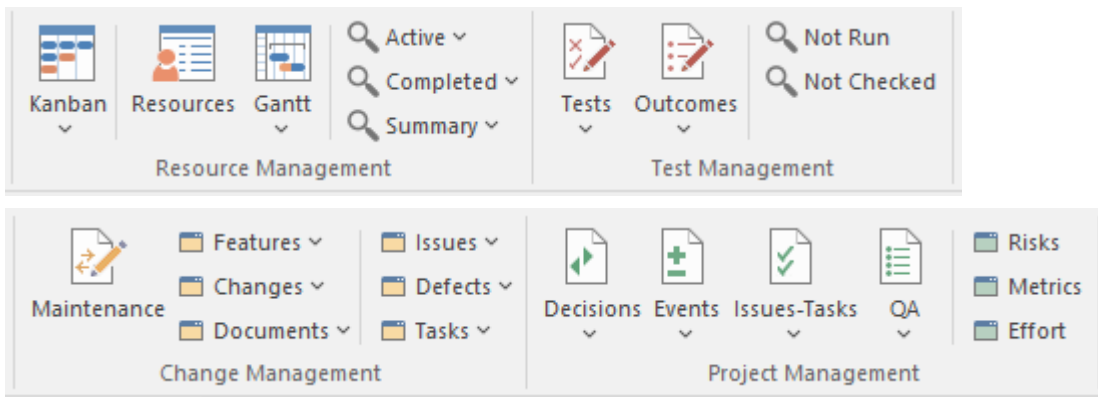 Kanban
Resources
Gantt
Active
Completed
Summary
Resource Management
Tests
Outcomes
Not Run
Not Checked
Test Management
Maintenance
Features
Changes
Documents
Issues
Defects
Tasks
Change Management
Decisions
Events
Issues-Tasks
QA
Risks
Metrics
Effort
Project Management